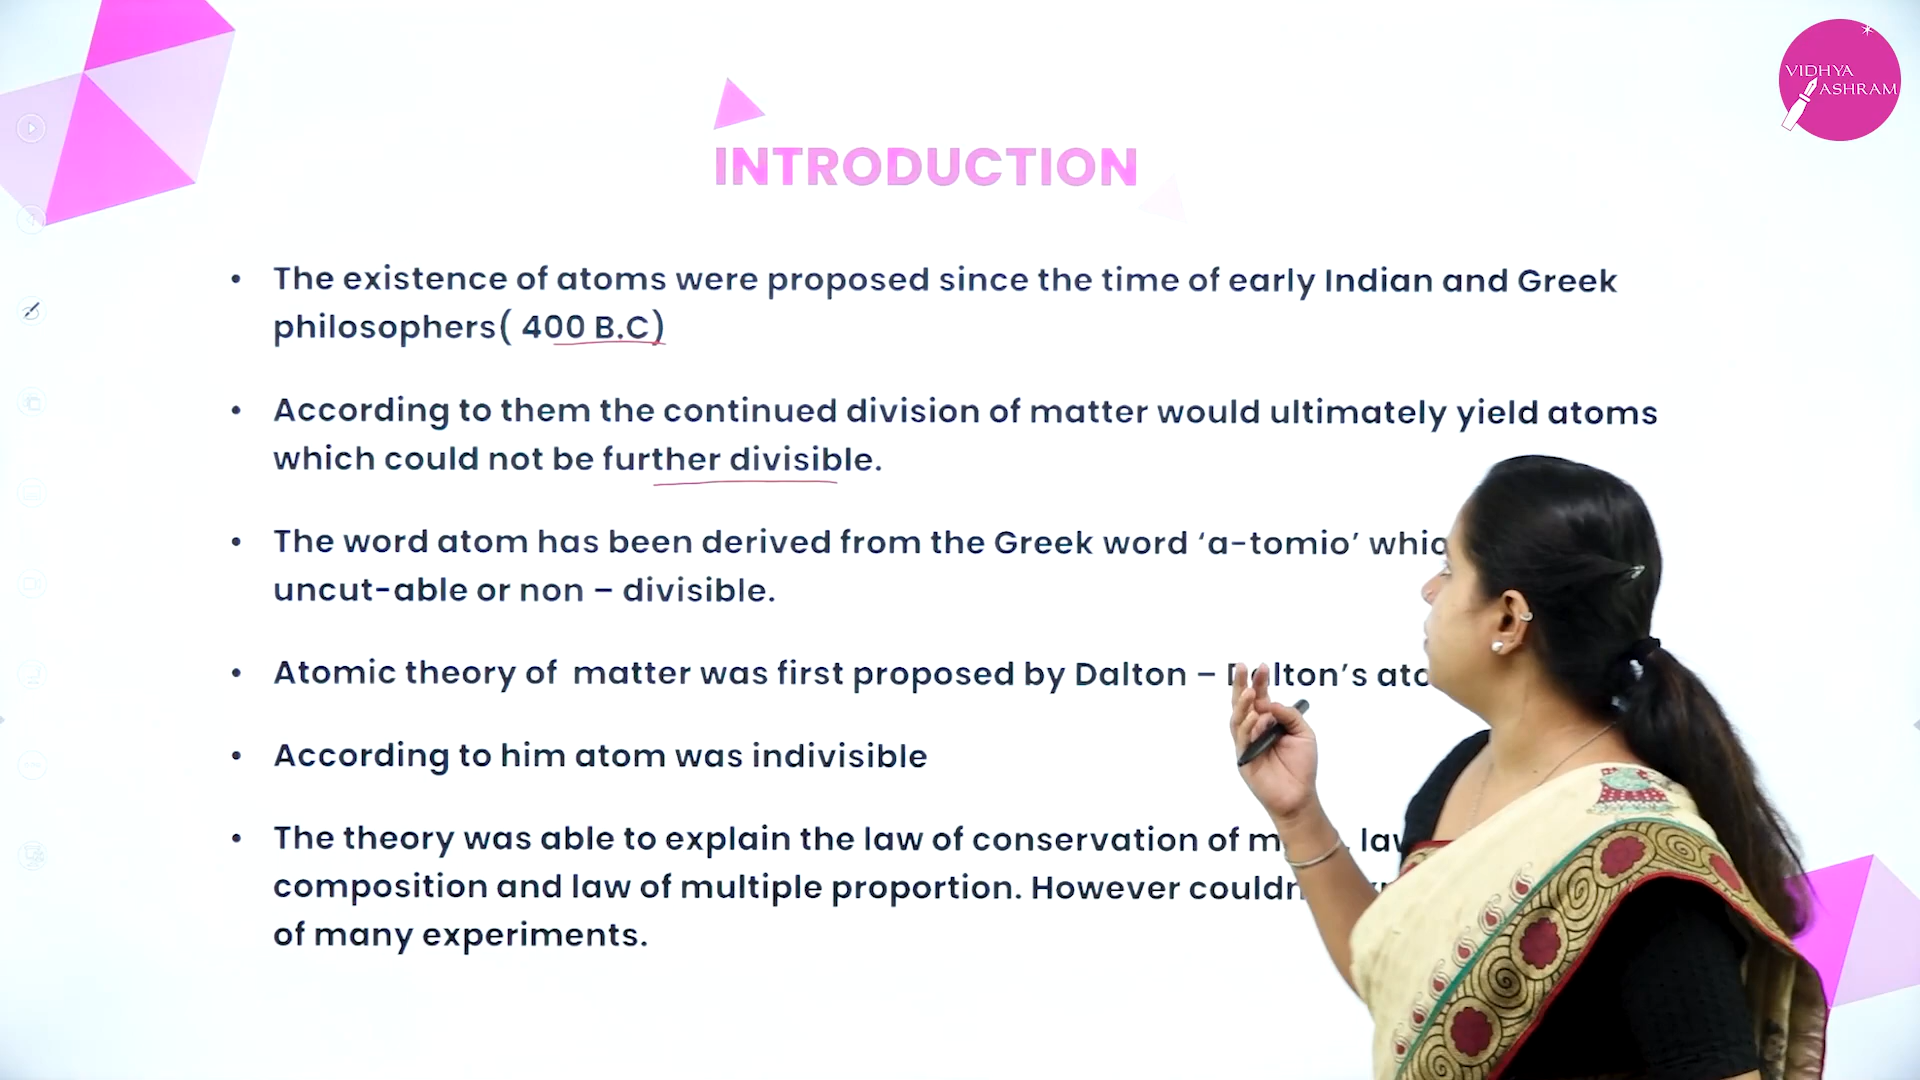 VIDHYA
ASHRAM
INTRODUCTION
• The existence of atoms were proposed since the time of early Indian and Greek
philosophers( 400 B.C)
• According to them the continued division of matter would ultimately yield atoms
which could not be further divisible.
• The word atom has been derived from the Greek word ‘a-tomio’
uncut-able or non – divisible.
• Atomic theory of matter was first proposed by Dalton – Dalton’s
• According to him atom was indivisible
• The theory was able to explain the law of conservation of
composition and law of multiple proportion. However
of many experiments.